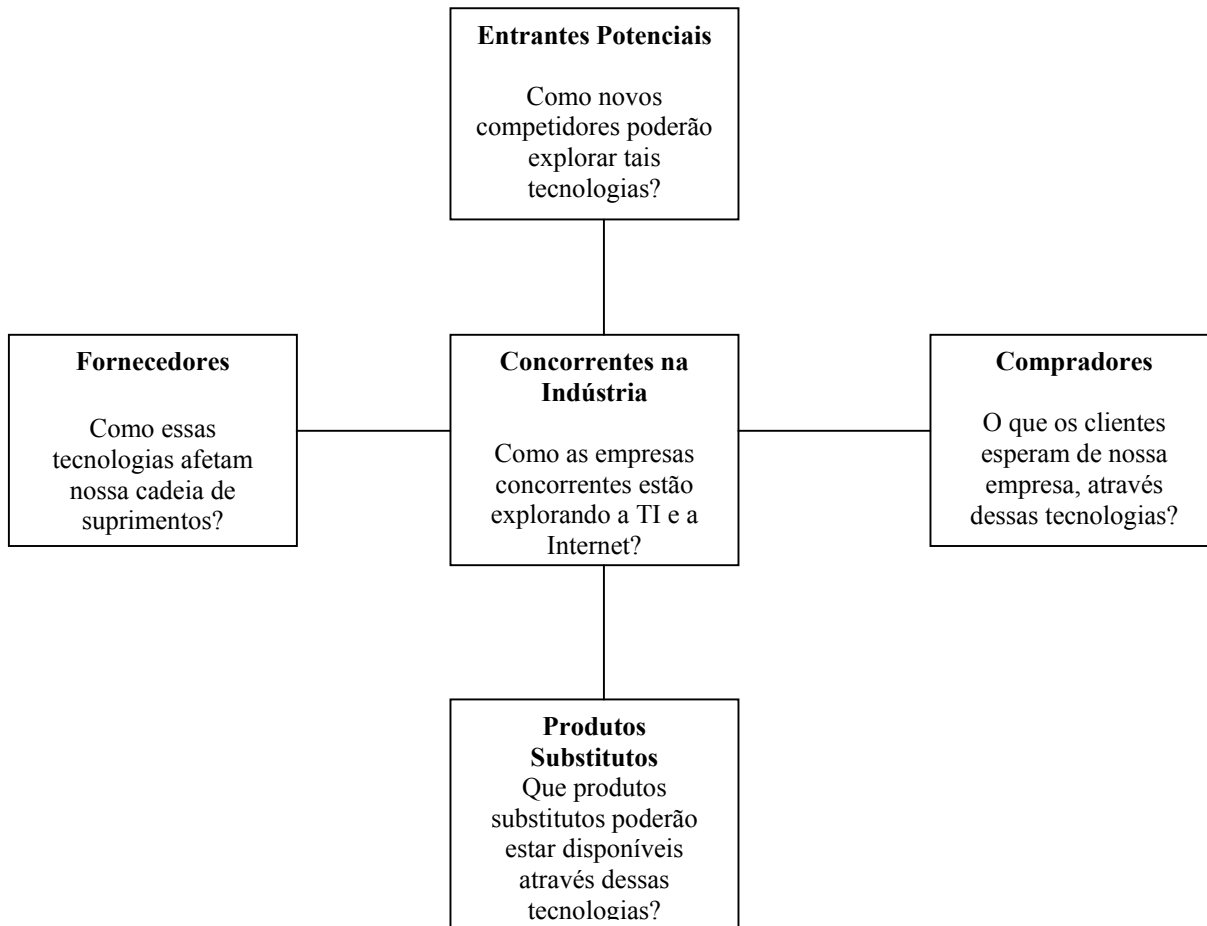 Entrantes Potenciais
Como novos
competidores poderão
explorar tais
tecnologias?
Fornecedores
Como essas
tecnologias afetam
nossa cadeia de
suprimentos?
Concorrentes na
Indústria
Como as empresas
concorrentes estão
explorando a TI e a
Internet?
Compradores
O que os clientes
esperam de nossa
empresa, através
dessas tecnologias?
Produtos
Substitutos
Que produtos
substitutos poderão
estar disponíveis
através dessas
tecnologias?